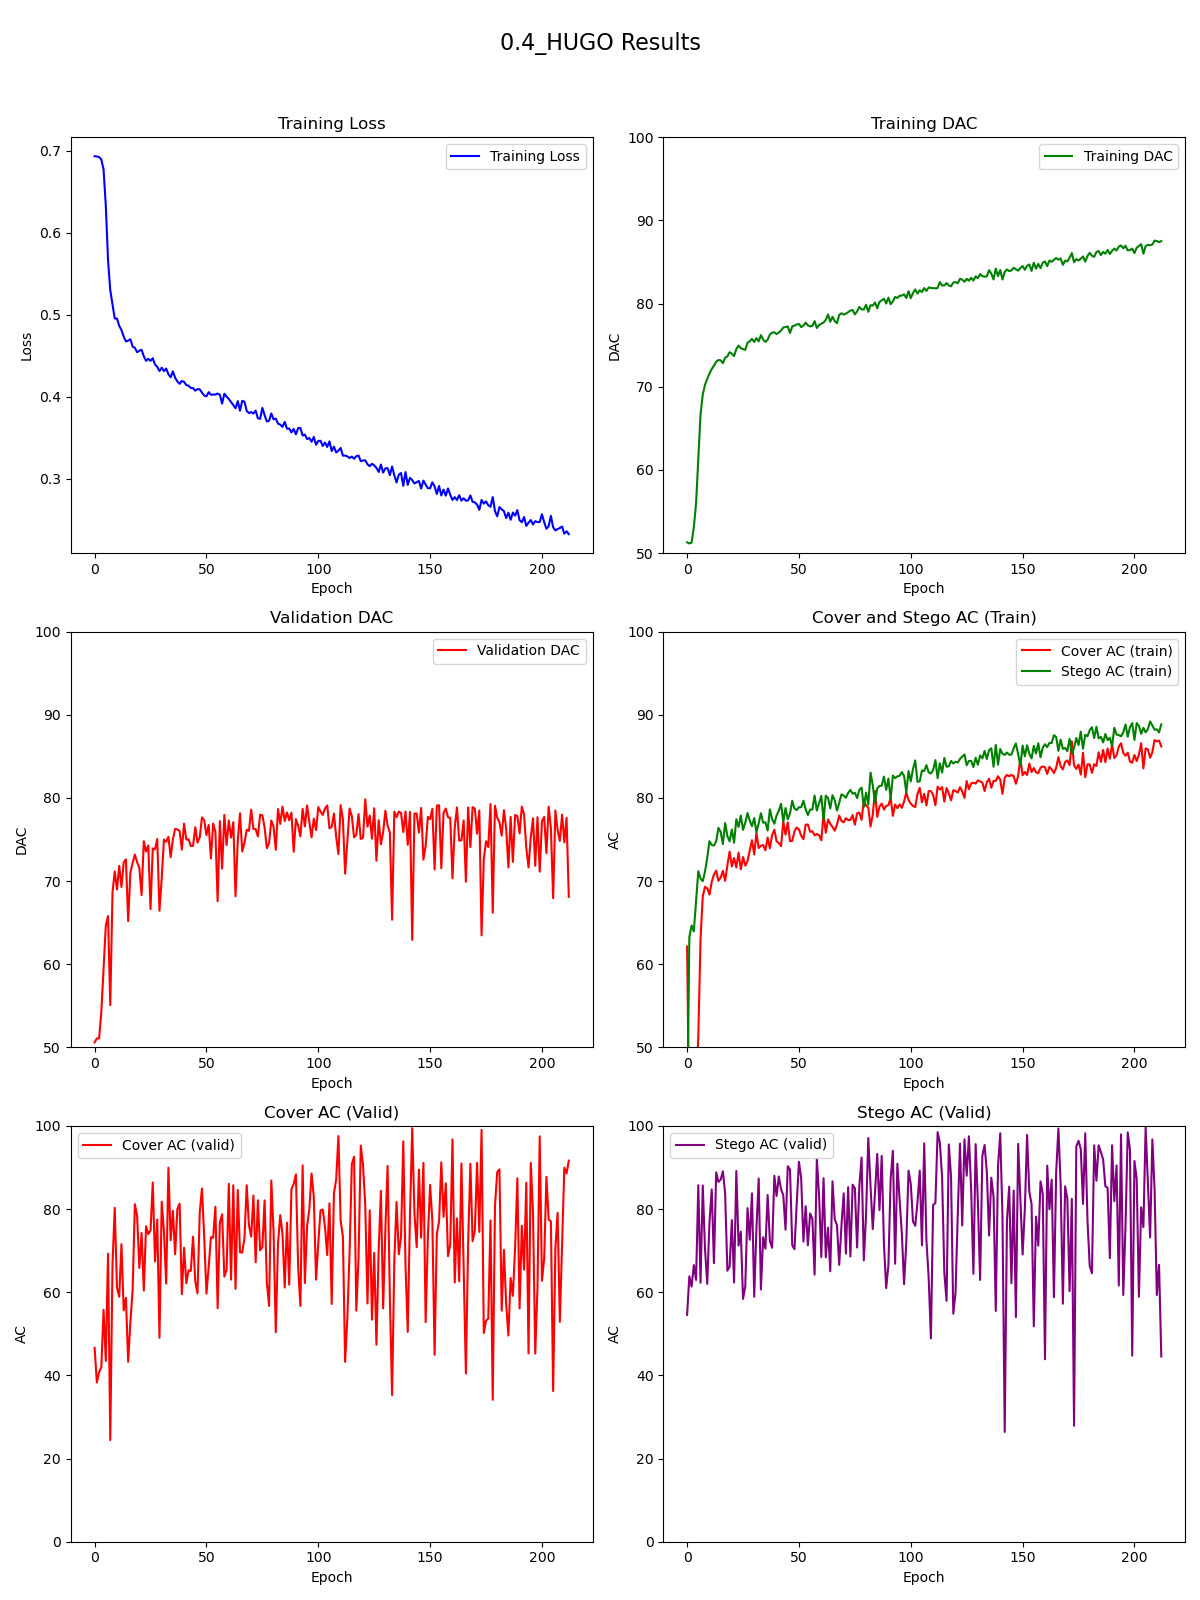 0.4_HUGO Results
Training Loss
Training Loss
0.7
0.6
0.5
0.4
0.3
Loss
0
50
100
150
200
Epoch
Training DAC
Training DAC
100
90
80
70
60
50
DAC
0
50
100
150
200
Epoch
Validation DAC
Validation DAC
100
90
80
70
60
50
DAC
0
50
100
150
200
Epoch
Cover and Stego AC (Train)
Cover AC (train)
Stego AC (train)
100
90
80
70
60
50
AC
0
50
100
150
200
Epoch
Cover AC (Valid)
Cover AC (valid)
100
80
60
40
20
0
AC
0
50
100
150
200
Epoch
Stego AC (Valid)
Stego AC (valid)
100
80
60
40
20
0
AC
0
50
100
150
200
Epoch